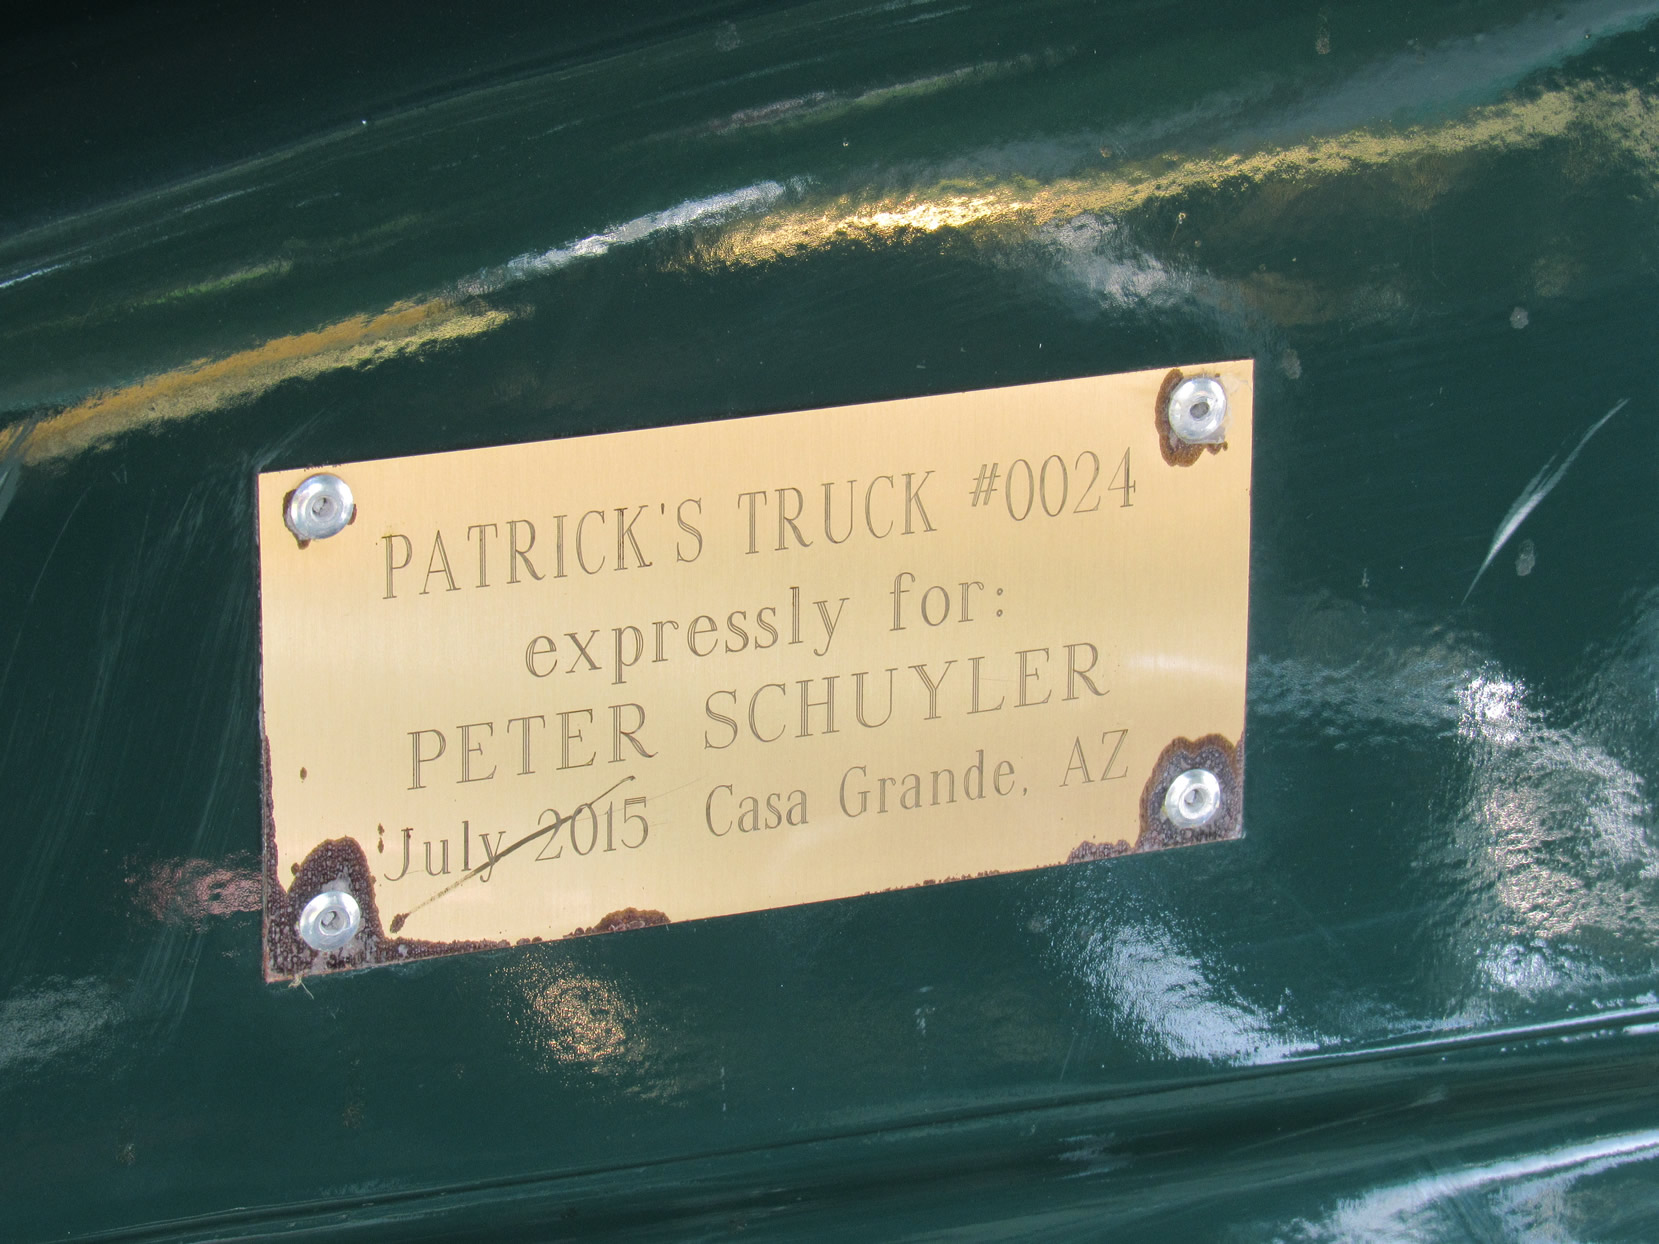 PATRICK'S TRUCK #0024
expressly for:
PETER SCHUYLER
July 2015 Casa Grande, AZ